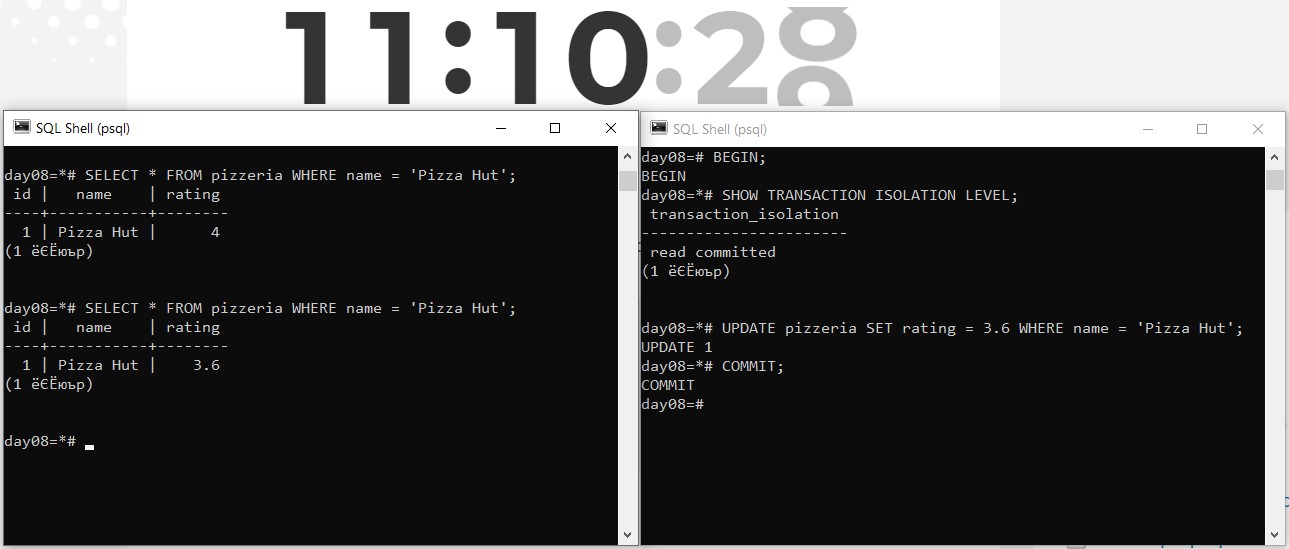 11:10:28
SQL Shell (psql)
day08=*# SELECT * FROM pizzeria WHERE name = 'Pizza Hut';
 id |   name    | rating
----+-----------+--------
  1 | Pizza Hut |      4
(1 ёЄЁюър)
day08=*# SELECT * FROM pizzeria WHERE name = 'Pizza Hut';
 id |   name    | rating
----+-----------+--------
  1 | Pizza Hut |    3.6
(1 ёЄЁюър)
day08=*#
SQL Shell (psql)
day08=# BEGIN;
BEGIN
day08=*# SHOW TRANSACTION ISOLATION LEVEL;
 transaction_isolation
-----------------------
 read committed
(1 ёЄЁюър)
day08=*# UPDATE pizzeria SET rating = 3.6 WHERE name = 'Pizza Hut';
UPDATE 1
day08=*# COMMIT;
COMMIT
day08=#